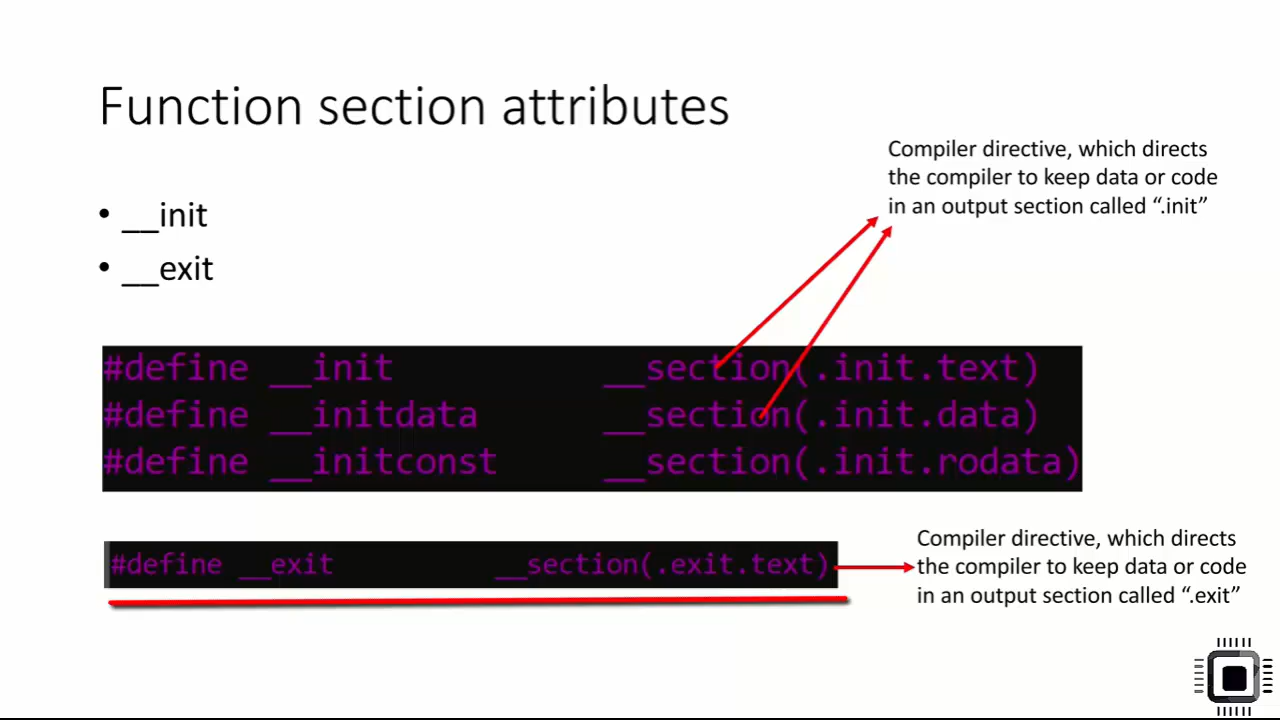 Function section attributes
Compiler directive, which directs
the compiler to keep data or code
in an output section called “.init”
• __init
• __exit
#define __init __section(.init.text)
#define __initdata __section(.init.data)
#define __initconst __section(.init.rodata)
#define __exit __section(.exit.text)
Compiler directive, which directs
the compiler to keep data or code
in an output section called “.exit”